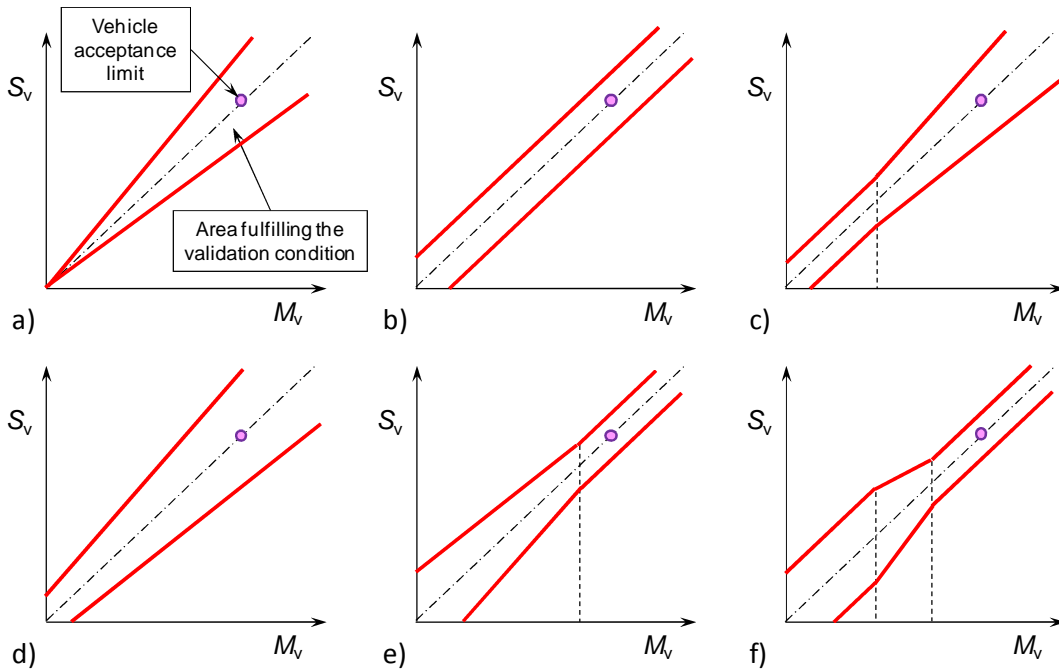 Vehicle
acceptance
limit
Sv
Area fulfilling the
validation condition
Mv
a)
Sv
Mv
b)
Sv
Mv
c)
Sv
Mv
d)
Sv
Mv
e)
Sv
Mv
f)